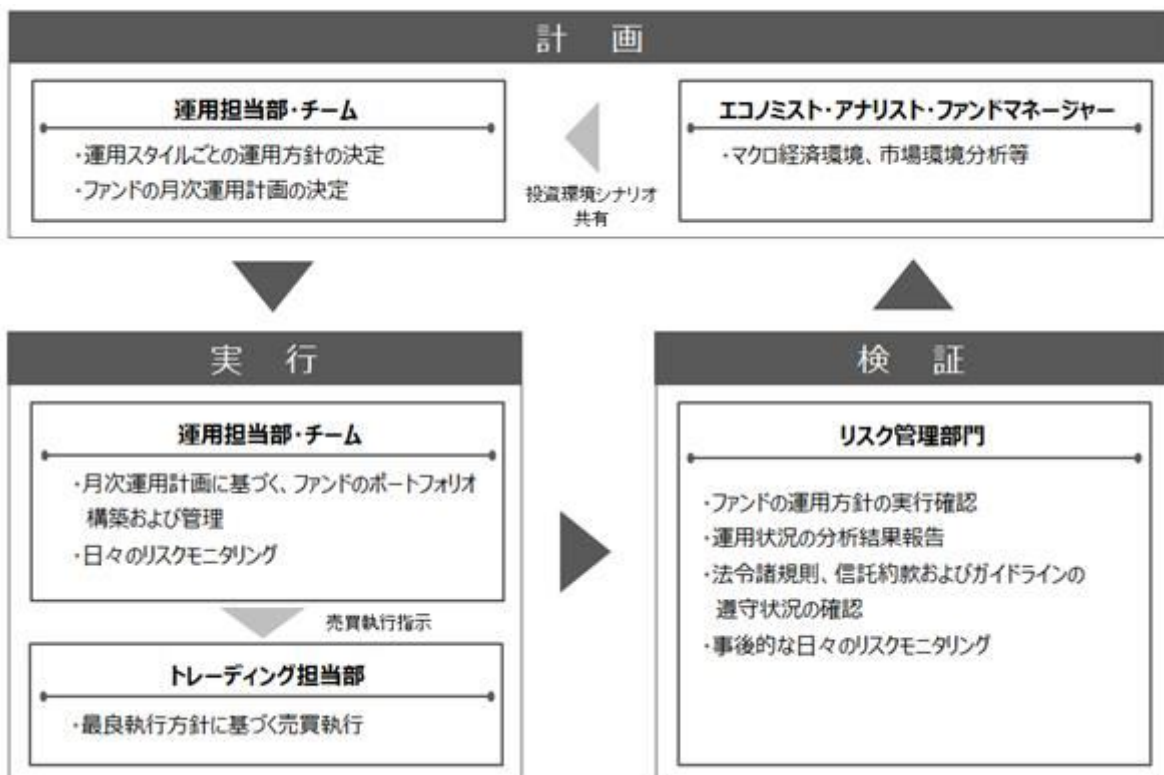 計 画
運用担当部・チーム
・運用スタイルごとの運用方針の決定
・ファンドの月次運用計画の決定
投資環境シナリオ
共有
エコノミスト・アナリスト・ファンドマネージャー
・マクロ経済環境、市場環境分析等
実 行
運用担当部・チーム
・月次運用計画に基づく、ファンドのポートフォリオ
構築および管理
・日々のリスクモニタリング
売買執行指示
トレーディング担当部
・最良執行方針に基づく売買執行
検 証
リスク管理部門
・ファンドの運用方針の実行確認
・運用状況の分析結果報告
・法令諸規則、信託約款およびガイドラインの
遵守状況の確認
・事後的な日々のリスクモニタリング